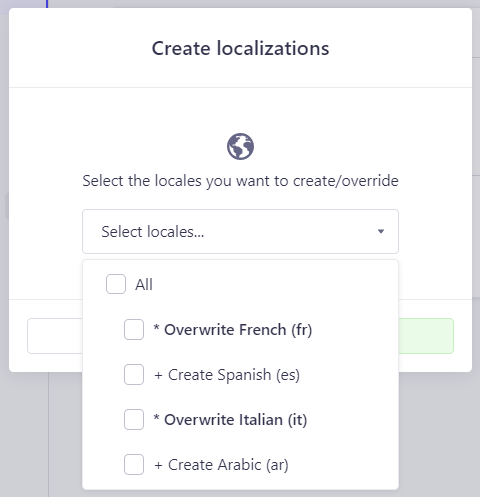 Create localizations
Select the locales you want to create/override
Select locales...
All
* Overwrite French (fr)
+ Create Spanish (es)
* Overwrite Italian (it)
+ Create Arabic (ar)